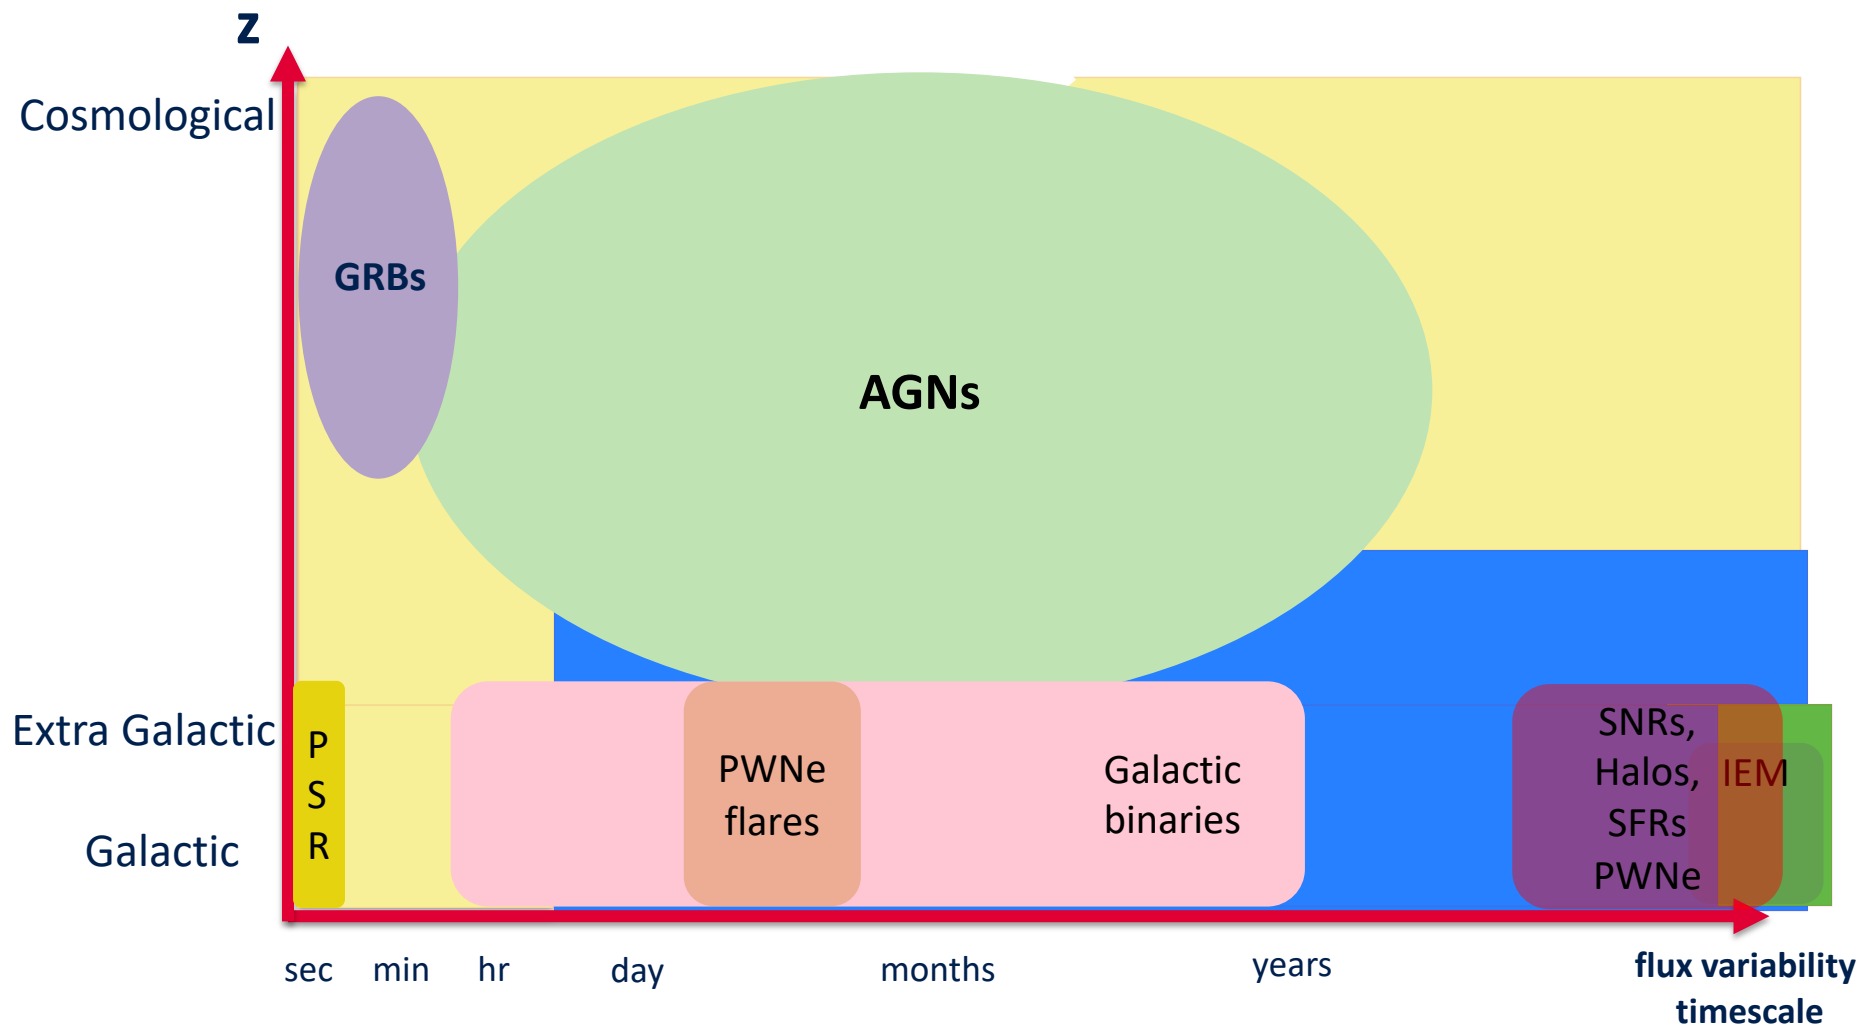 z
Cosmological
GRBs
AGNs
Extra Galactic
Galactic
P
S
R
PWNe
flares
Galactic
binaries
SNRs,
Halos,
SFRs
PWNe
IEM
sec
min
hr
day
months
years
flux variability
timescale